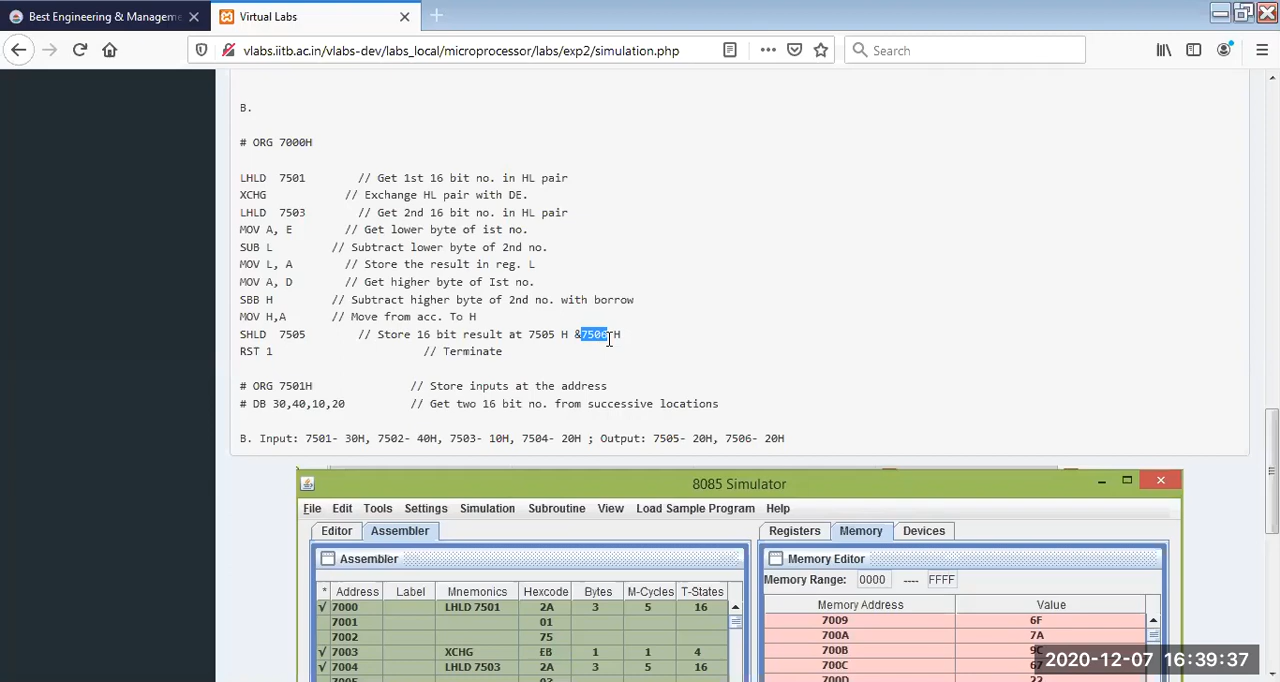 Best Engineering & Manageme
Virtual Labs
vlabs.iitb.ac.in/vlabs-dev/labs_local/microprocessor/labs/exp2/simulation.php
Search
B.
# ORG 7000H
LHLD 7501 // Get 1st 16 bit no. in HL pair
XCHG // Exchange HL pair with DE.
LHLD 7503 // Get 2nd 16 bit no. in HL pair
MOV A, E // Get lower byte of ist no.
SUB L // Subtract lower byte of 2nd no.
MOV L, A // Store the result in reg. L
MOV A, D // Get higher byte of Ist no.
SBB H // Subtract higher byte of 2nd no. with borrow
MOV H,A // Move from acc. To H
SHLD 7505 // Store 16 bit result at 7505 H &7506 H
RST 1 // Terminate
# ORG 7501H // Store inputs at the address
# DB 30,40,10,20 // Get two 16 bit no. from successive locations
B. Input: 7501- 30H, 7502- 40H, 7503- 10H, 7504- 20H ; Output: 7505- 20H, 7506- 20H
8085 Simulator
File Edit Tools Settings Simulation Subroutine View Load Sample Program Help
Editor Assembler Registers Memory Devices
Assembler
Memory Editor
Memory Range: 0000 ---- FFFF
* Address Label Mnemonics Hexcode Bytes M-Cycles T-States
Memory Address Value
√ 7000 LHLD 7501 2A 3 5 16
7001 01
7002 75
√ 7003 XCHG EB 1 1 4
√ 7004 LHLD 7503 2A 3 5 16
7009 6F
700A 7A
700B 9C
700C 67
700D 22
2020-12-07 16:39:37